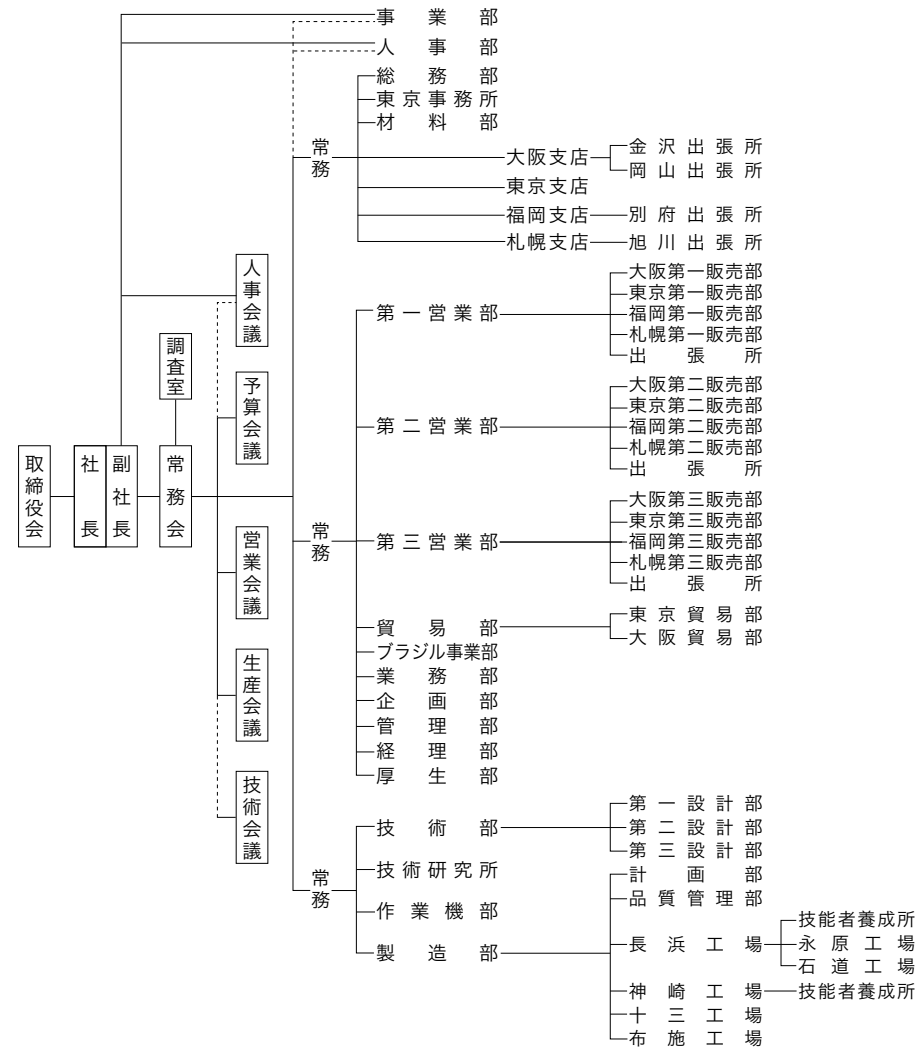 事業部
人事部
総務部
東京事務所
材料部
常務
大阪支店
金沢出張所
岡山出張所
東京支店
福岡支店
別府出張所
札幌支店
旭川出張所
人事会議
調査室
予算会議
取締役会
社長
副社長
常務会
営業会議
生産会議
技術会議
常務
第一営業部
大阪第一販売部
東京第一販売部
福岡第一販売部
札幌第一販売部
出張所
第二営業部
大阪第二販売部
東京第二販売部
福岡第二販売部
札幌第二販売部
出張所
第三営業部
大阪第三販売部
東京第三販売部
福岡第三販売部
札幌第三販売部
出張所
貿易部
東京貿易部
大阪貿易部
ブラジル事業部
業務部
企画部
管理部
経理部
厚生部
常務
技術部
第一設計部
第二設計部
第三設計部
技術研究所
作業機部
製造部
計画部
品質管理部
長浜工場
技能者養成所
永原工場
石道工場
神崎工場
技能者養成所
十三工場
布施工場